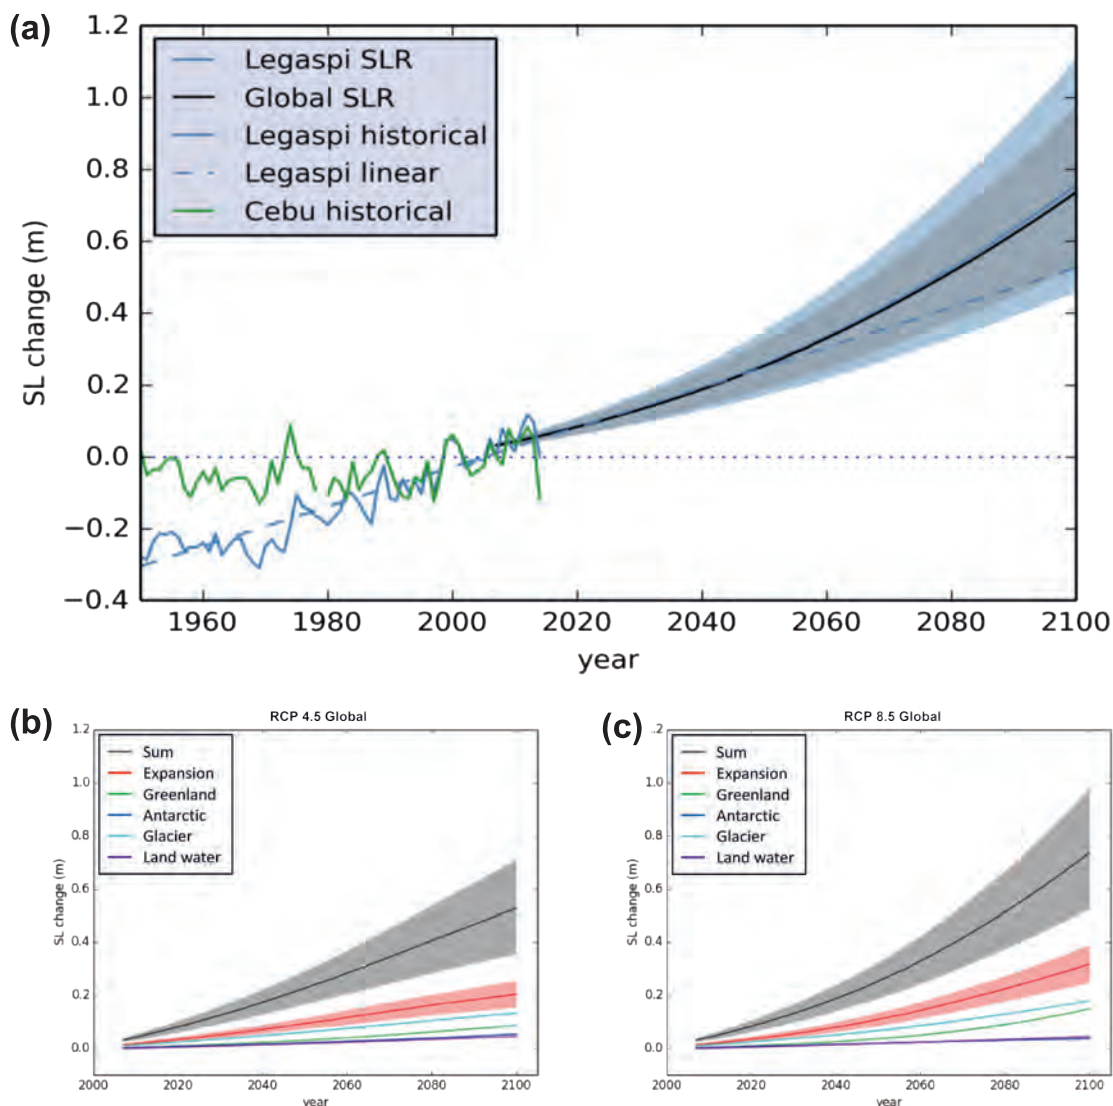 (a)
1.2
1.0
0.8
0.6
0.4
0.2
0.0
−0.2
−0.4
SL change (m)
Legaspi SLR
Global SLR
Legaspi historical
Legaspi linear
Cebu historical
1960 1980 2000 2020 2040 2060 2080 2100
year
(b)
RCP 4.5 Global
1.2
1.0
0.8
0.6
0.4
0.2
0.0
SL change (m)
Sum
Expansion
Greenland
Antarctic
Glacier
Land water
2000 2020 2040 2060 2080 2100
year
(c)
RCP 8.5 Global
.2
1.0
0.8
0.6
0.4
0.2
0.0
SL change (m)
Sum
Expansion
Greenland
Antarctic
Glacier
Land water
2000 2020 2040 2060 2080 2100
year